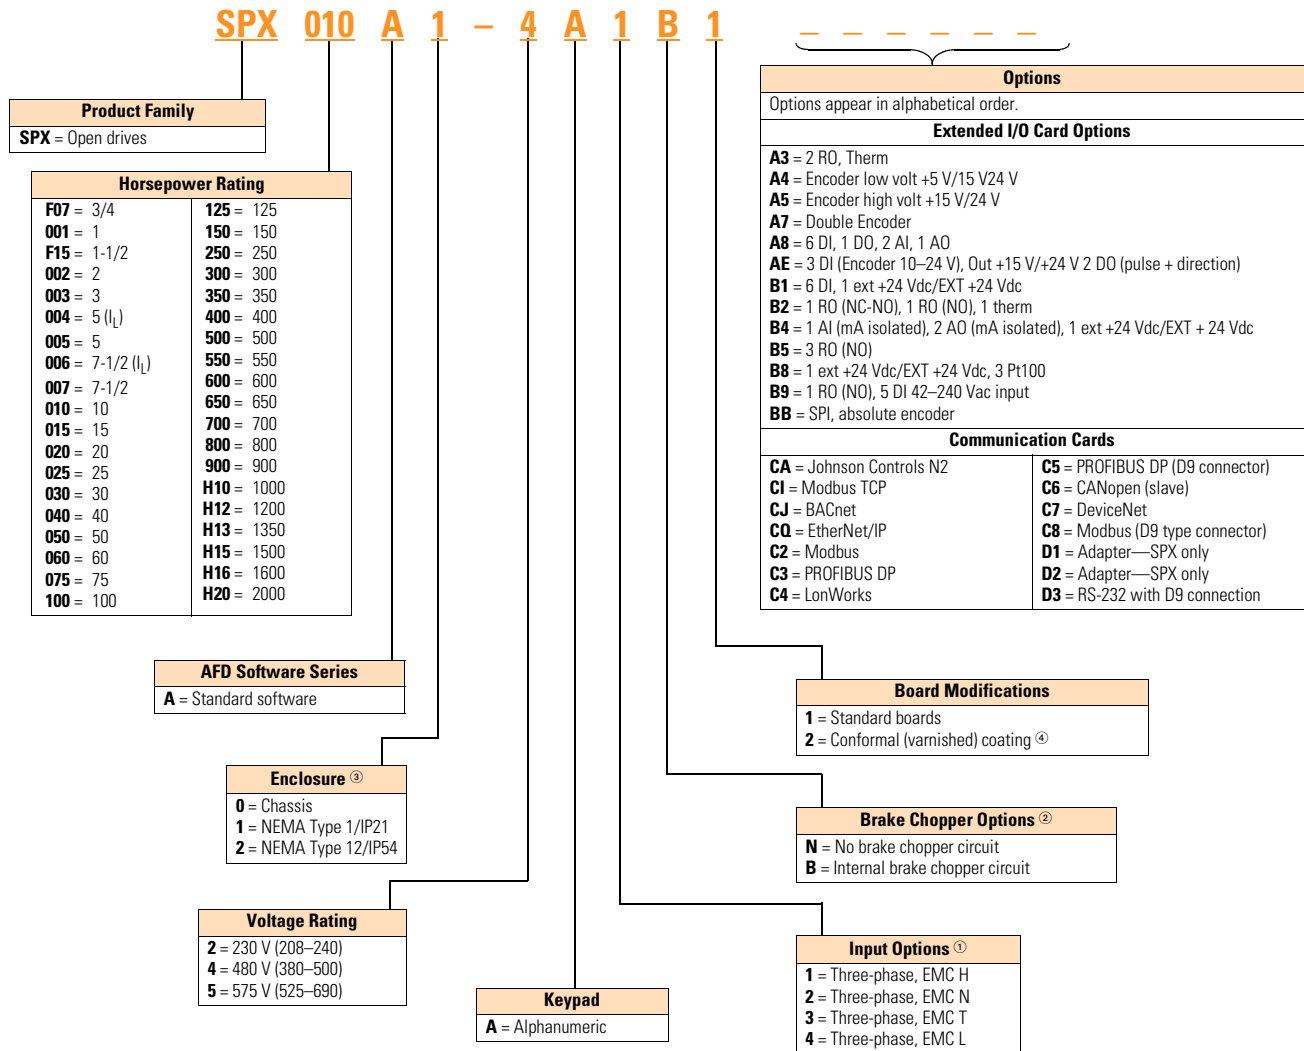 SPX 010 A 1 – 4 A 1 B 1 _ _ _ _ _ _
Product Family
SPX = Open drives
Horsepower Rating
F07 = 3/4
001 = 1
F15 = 1-1/2
002 = 2
003 = 3
004 = 5 (IL)
005 = 5
006 = 7-1/2 (IL)
007 = 7-1/2
010 = 10
015 = 15
020 = 20
025 = 25
030 = 30
040 = 40
050 = 50
060 = 60
075 = 75
100 = 100
125 = 125
150 = 150
250 = 250
300 = 300
350 = 350
400 = 400
500 = 500
550 = 550
600 = 600
650 = 650
700 = 700
800 = 800
900 = 900
H10 = 1000
H12 = 1200
H13 = 1350
H15 = 1500
H16 = 1600
H20 = 2000
AFD Software Series
A = Standard software
Enclosure ③
0 = Chassis
1 = NEMA Type 1/IP21
2 = NEMA Type 12/IP54
Voltage Rating
2 = 230 V (208–240)
4 = 480 V (380–500)
5 = 575 V (525–690)
Keypad
A = Alphanumeric
Options
Options appear in alphabetical order.
Extended I/O Card Options
A3 = 2 RO, Therm
A4 = Encoder low volt +5 V/15 V24 V
A5 = Encoder high volt +15 V/24 V
A7 = Double Encoder
A8 = 6 DI, 1 DO, 2 AI, 1 AO
AE = 3 DI (Encoder 10–24 V), Out +15 V/+24 V 2 DO (pulse + direction)
B1 = 6 DI, 1 ext +24 Vdc/EXT +24 Vdc
B2 = 1 RO (NC-NO), 1 RO (NO), 1 therm
B4 = 1 AI (mA isolated), 2 AO (mA isolated), 1 ext +24 Vdc/EXT + 24 Vdc
B5 = 3 RO (NO)
B8 = 1 ext +24 Vdc/EXT +24 Vdc, 3 Pt100
B9 = 1 RO (NO), 5 DI 42–240 Vac input
BB = SPI, absolute encoder
Communication Cards
CA = Johnson Controls N2
CI = Modbus TCP
CJ = BACnet
CQ = EtherNet/IP
C2 = Modbus
C3 = PROFIBUS DP
C4 = LonWorks
C5 = PROFIBUS DP (D9 connector)
C6 = CANopen (slave)
C7 = DeviceNet
C8 = Modbus (D9 type connector)
D1 = Adapter—SPX only
D2 = Adapter—SPX only
D3 = RS-232 with D9 connection
Board Modifications
1 = Standard boards
2 = Conformal (varnished) coating ④
Brake Chopper Options ②
N = No brake chopper circuit
B = Internal brake chopper circuit
Input Options ①
1 = Three-phase, EMC H
2 = Three-phase, EMC N
3 = Three-phase, EMC T
4 = Three-phase, EMC L